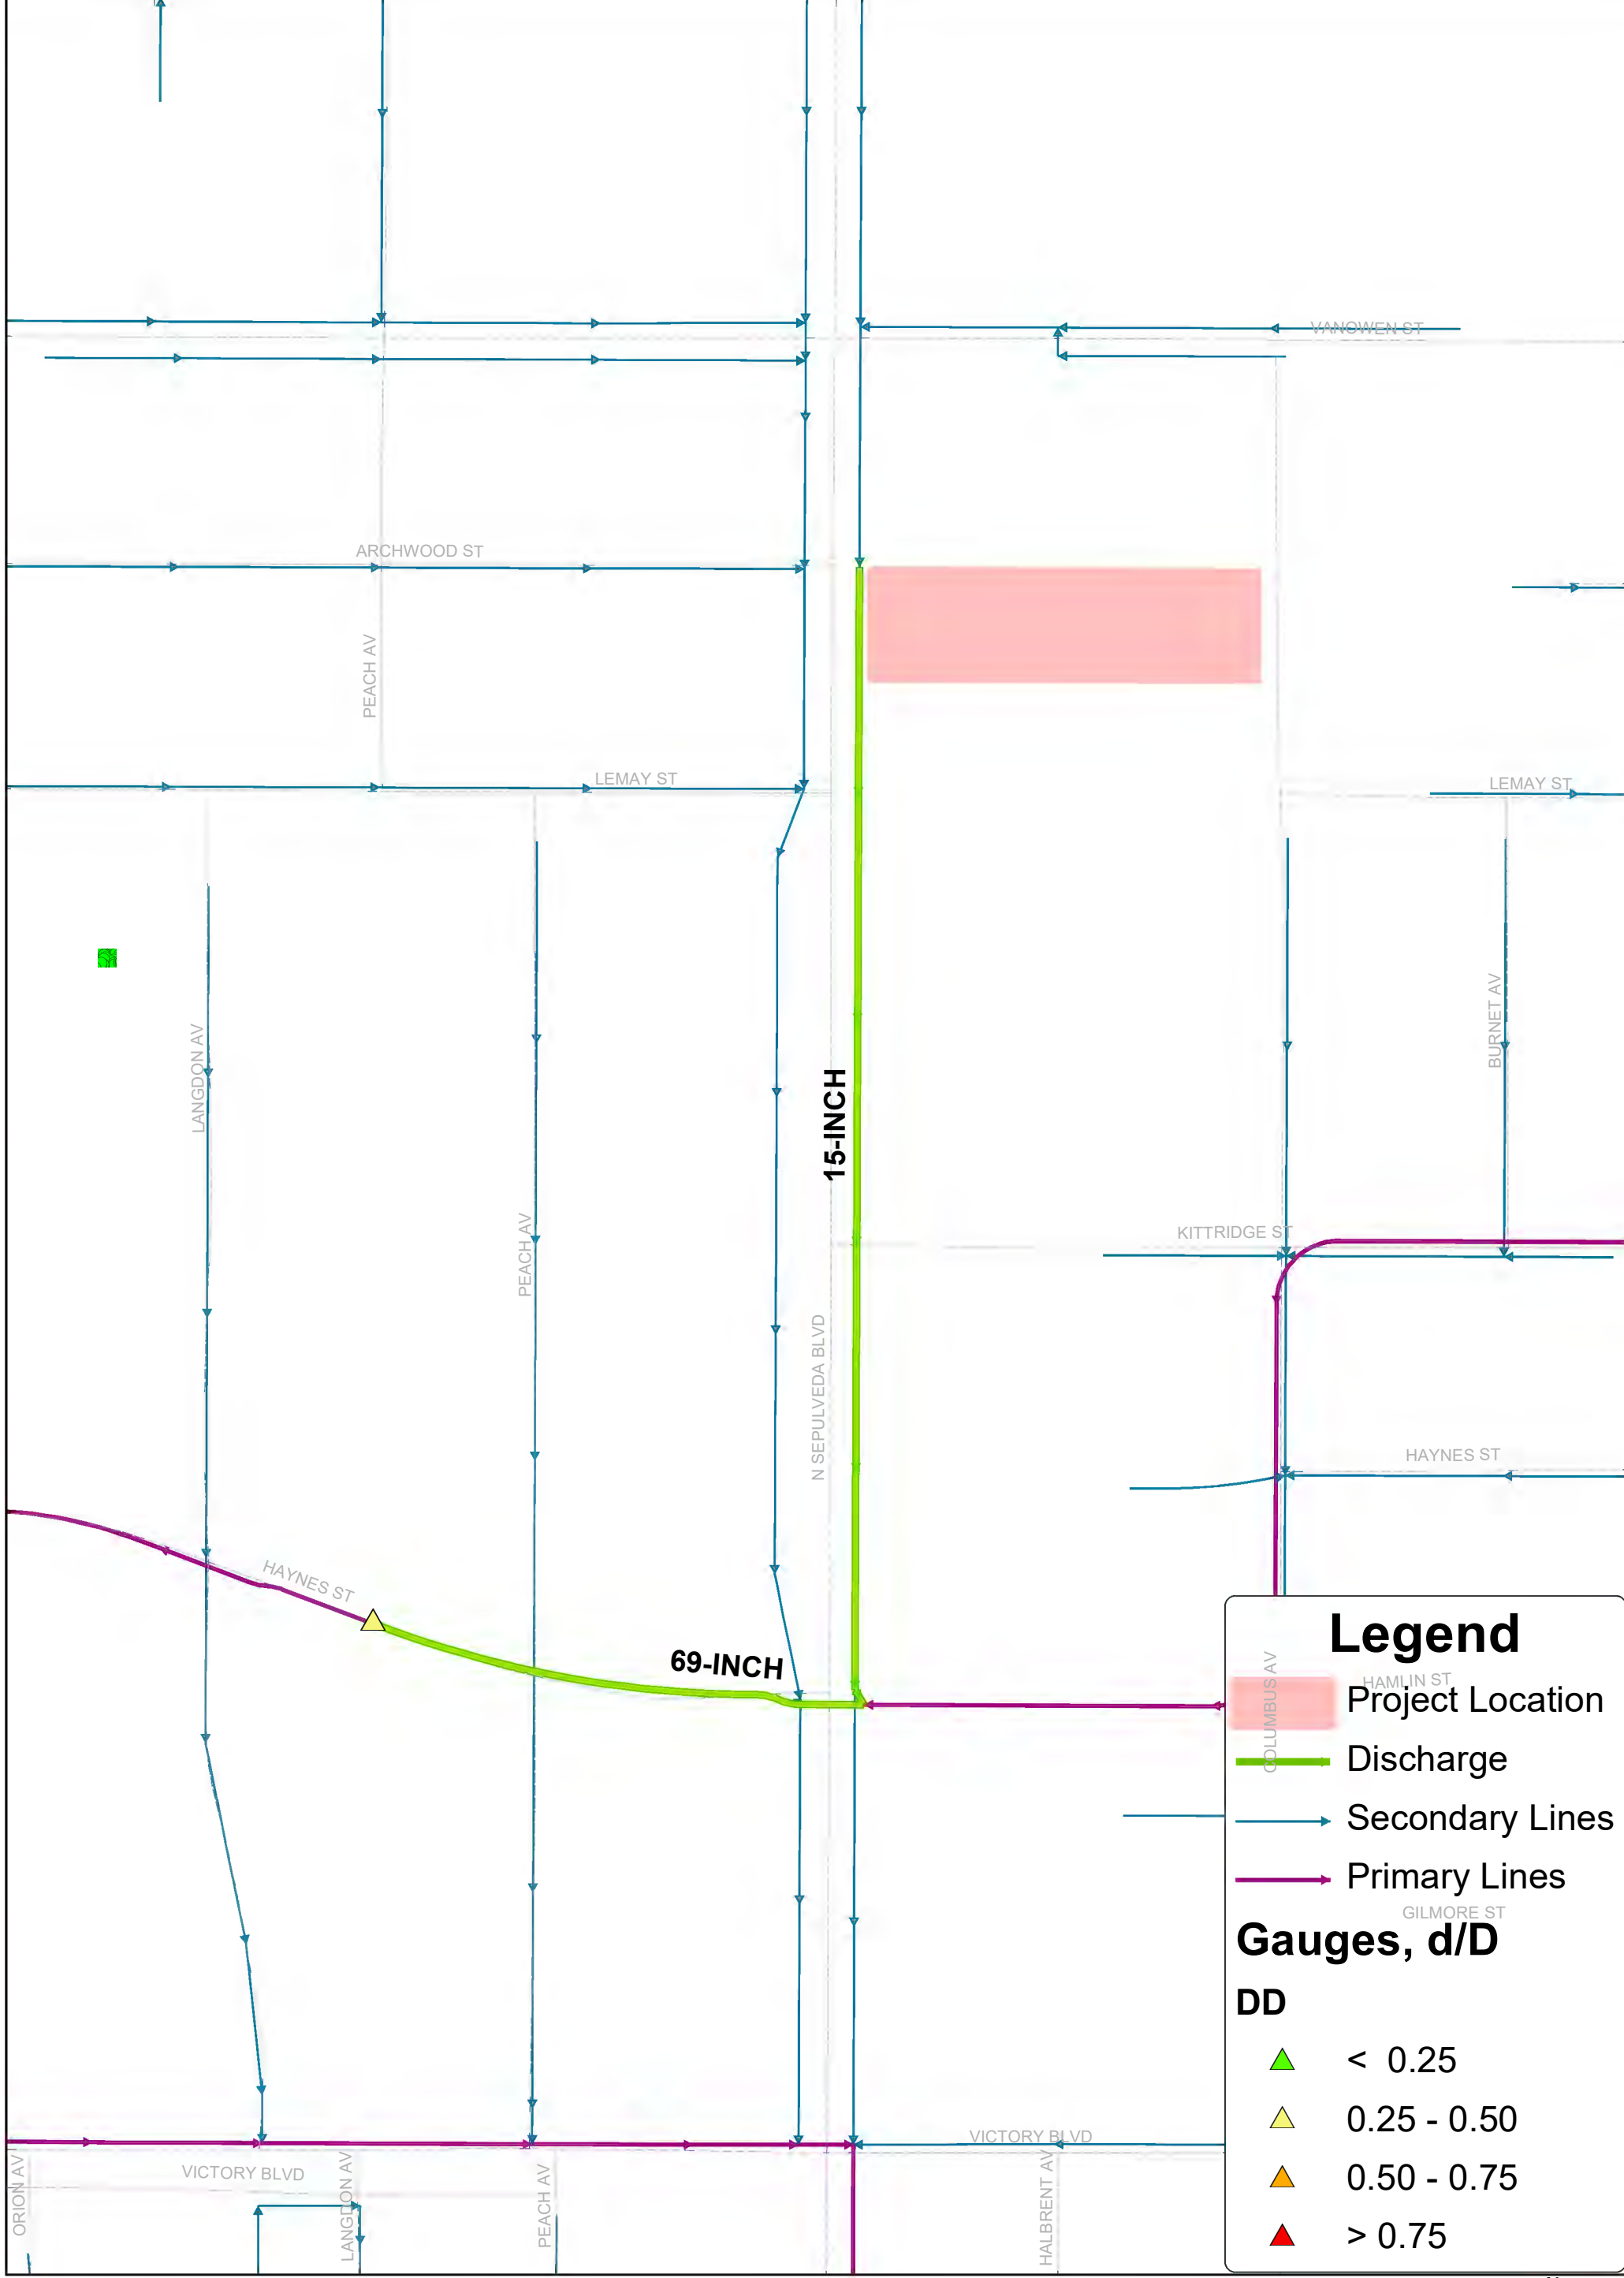 VANOWEN ST
ARCHWOOD ST
PEACH AV
LEMAY ST
LEMAY ST
LANGDON AV
BURNET AV
15-INCH
PEACH AV
KITTRIDGE ST
N SEPULVEDA BLVD
HAYNES ST
HAYNES ST
69-INCH
Legend
HAMLIN ST
COLUMBUS AV
Project Location
Discharge
Secondary Lines
Primary Lines
GILMORE ST
Gauges, d/D
DD
< 0.25
0.25 - 0.50
0.50 - 0.75
> 0.75
VICTORY BLVD
VICTORY BLVD
ORION AV
LANGDON AV
PEACH AV
HALBRENT AV